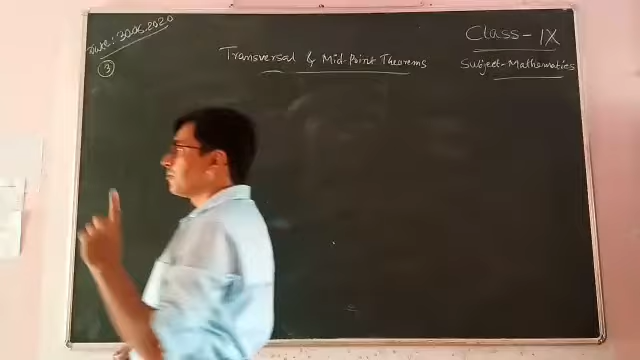 Date: 30.06.2020
3
Transversal & Mid-Point Theorems
Class - IX
Subject - Mathematics